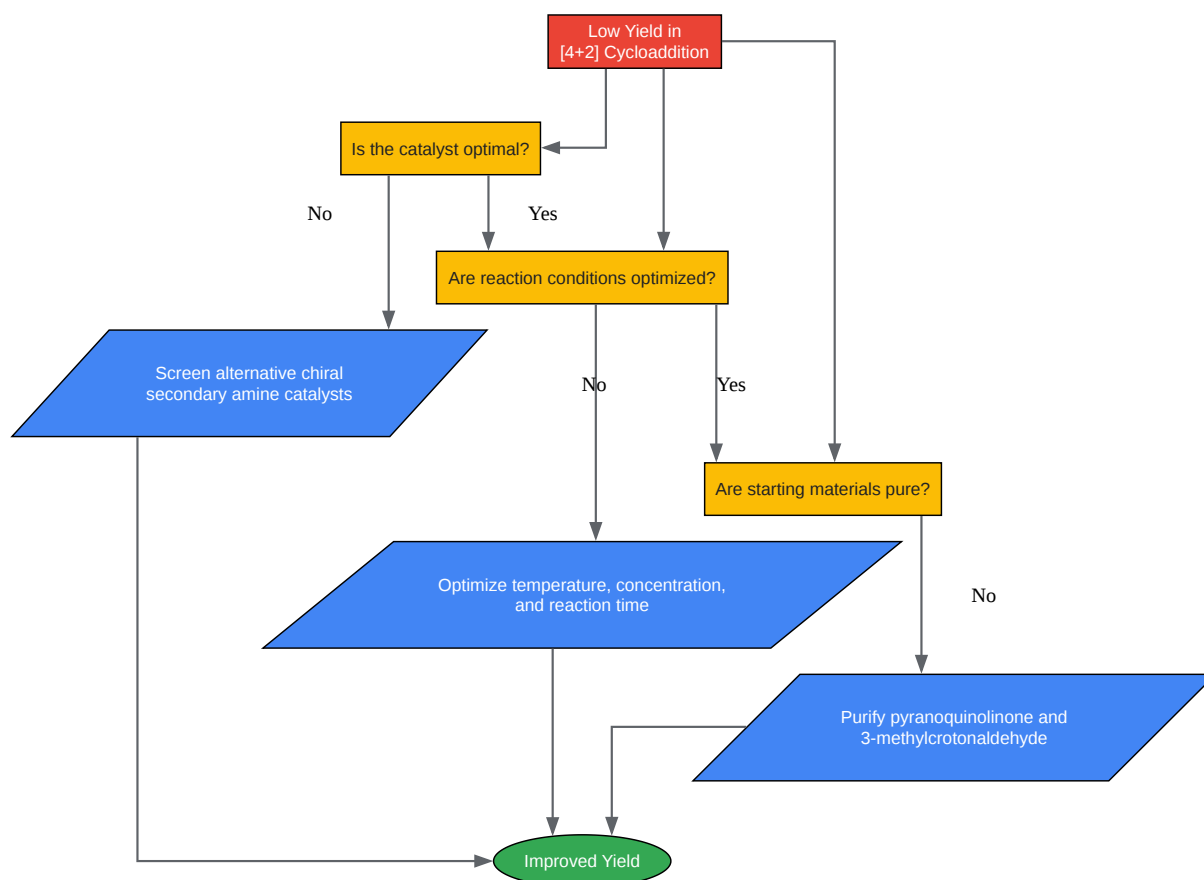 Low Yield in
[4+2] Cycloaddition
Is the catalyst optimal?
No
Yes
Are reaction conditions optimized?
Screen alternative chiral
secondary amine catalysts
No
Yes
Are starting materials pure?
Optimize temperature, concentration,
and reaction time
No
Purify pyranoquinolinone and
3-methylcrotonaldehyde
Improved Yield